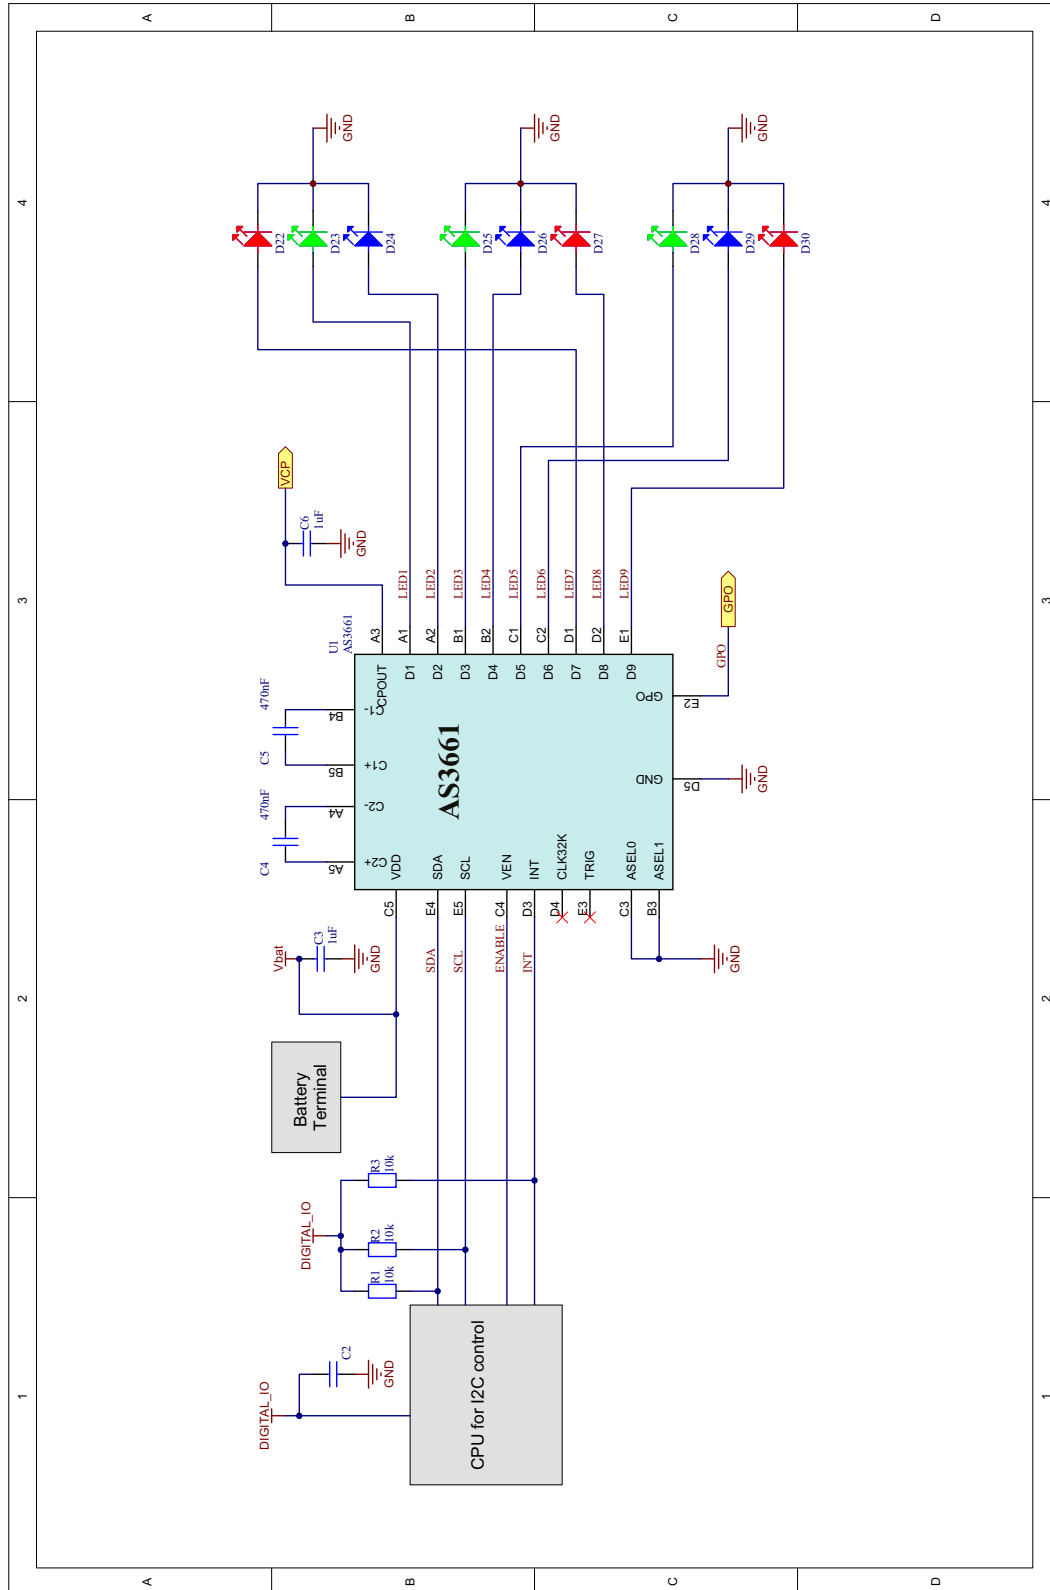 A
B
C
D
4
4
GND
GND
GND
D22
D23
D24
D25
D26
D27
D28
D29
D30
3
3
VCP
C6
1uF
GND
LED1
LED2
LED3
LED4
LED5
LED6
LED7
LED8
LED9
GPO
GPO
U1
AS3661
A3
A1
A2
B1
B2
C1
C2
D1
D2
E1
CPOUT
D1
D2
D3
D4
D5
D6
D7
D8
D9
C5
470nF
C4
470nF
B4
B5
A4
A5
C1-
C1+
C2-
C2+
AS3661
GPO
E2
GND
D5
GND
VDD
SDA
SCL
VEN
INT
CLK32K
TRIG
ASEL0
ASEL1
C5
E4
E5
C4
D3
D4
E3
C3
B3
2
2
Vbat
C3
1uF
GND
SDA
SCL
ENABLE
INT
GND
Battery
Terminal
DIGITAL_IO
R3
10k
R2
10k
R1
10k
1
1
DIGITAL_IO
C2
GND
CPU for I2C control
A
B
C
D